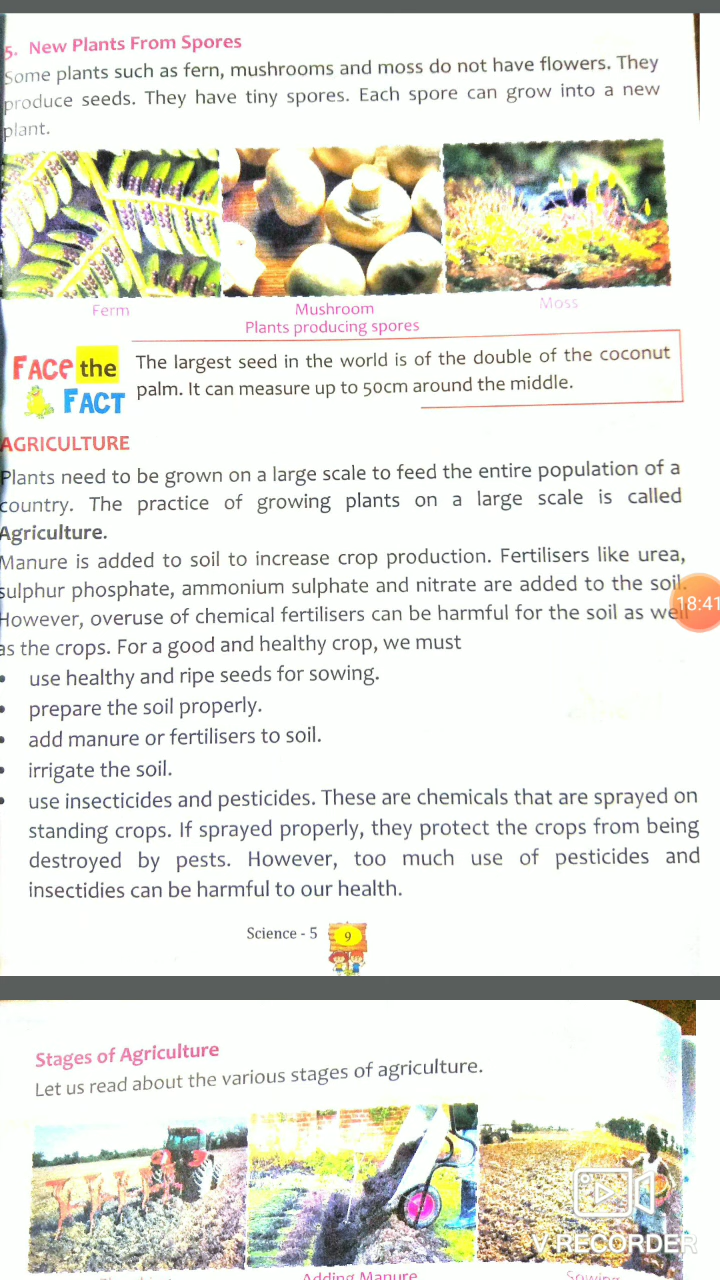 5. New Plants From Spores
Some plants such as fern, mushrooms and moss do not have flowers. They
produce seeds. They have tiny spores. Each spore can grow into a new
plant.
Ferm
Mushroom
Moss
Plants producing spores
FACe the
FACT
The largest seed in the world is of the double of the coconut
palm. It can measure up to 50cm around the middle.
AGRICULTURE
Plants need to be grown on a large scale to feed the entire population of a
country. The practice of growing plants on a large scale is called
Agriculture.
Manure is added to soil to increase crop production. Fertilisers like urea,
sulphur phosphate, ammonium sulphate and nitrate are added to the soil.
However, overuse of chemical fertilisers can be harmful for the soil as well
as the crops. For a good and healthy crop, we must
• use healthy and ripe seeds for sowing.
• prepare the soil properly.
• add manure or fertilisers to soil.
• irrigate the soil.
• use insecticides and pesticides. These are chemicals that are sprayed on
standing crops. If sprayed properly, they protect the crops from being
destroyed by pests. However, too much use of pesticides and
insectidies can be harmful to our health.
18:41
Science - 5
9
Stages of Agriculture
Let us read about the various stages of agriculture.
Adding Manure
Sowing
V RECORDER